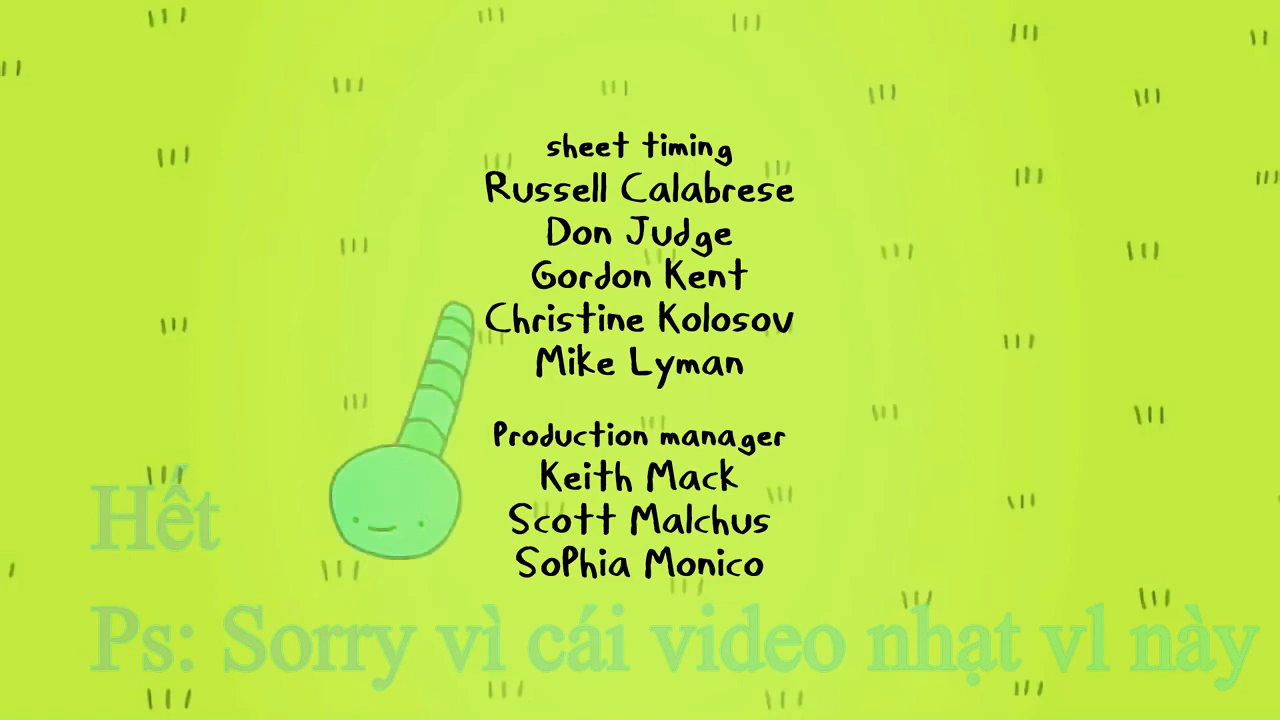 sheet timing
Russell Calabrese
Don Judge
Gordon Kent
Christine Kolosov
Mike Lyman
Production manager
Keith Mack
Scott Malchus
Sophia Monico
Hết
Ps: Sorry vì cái video nhạt vl này